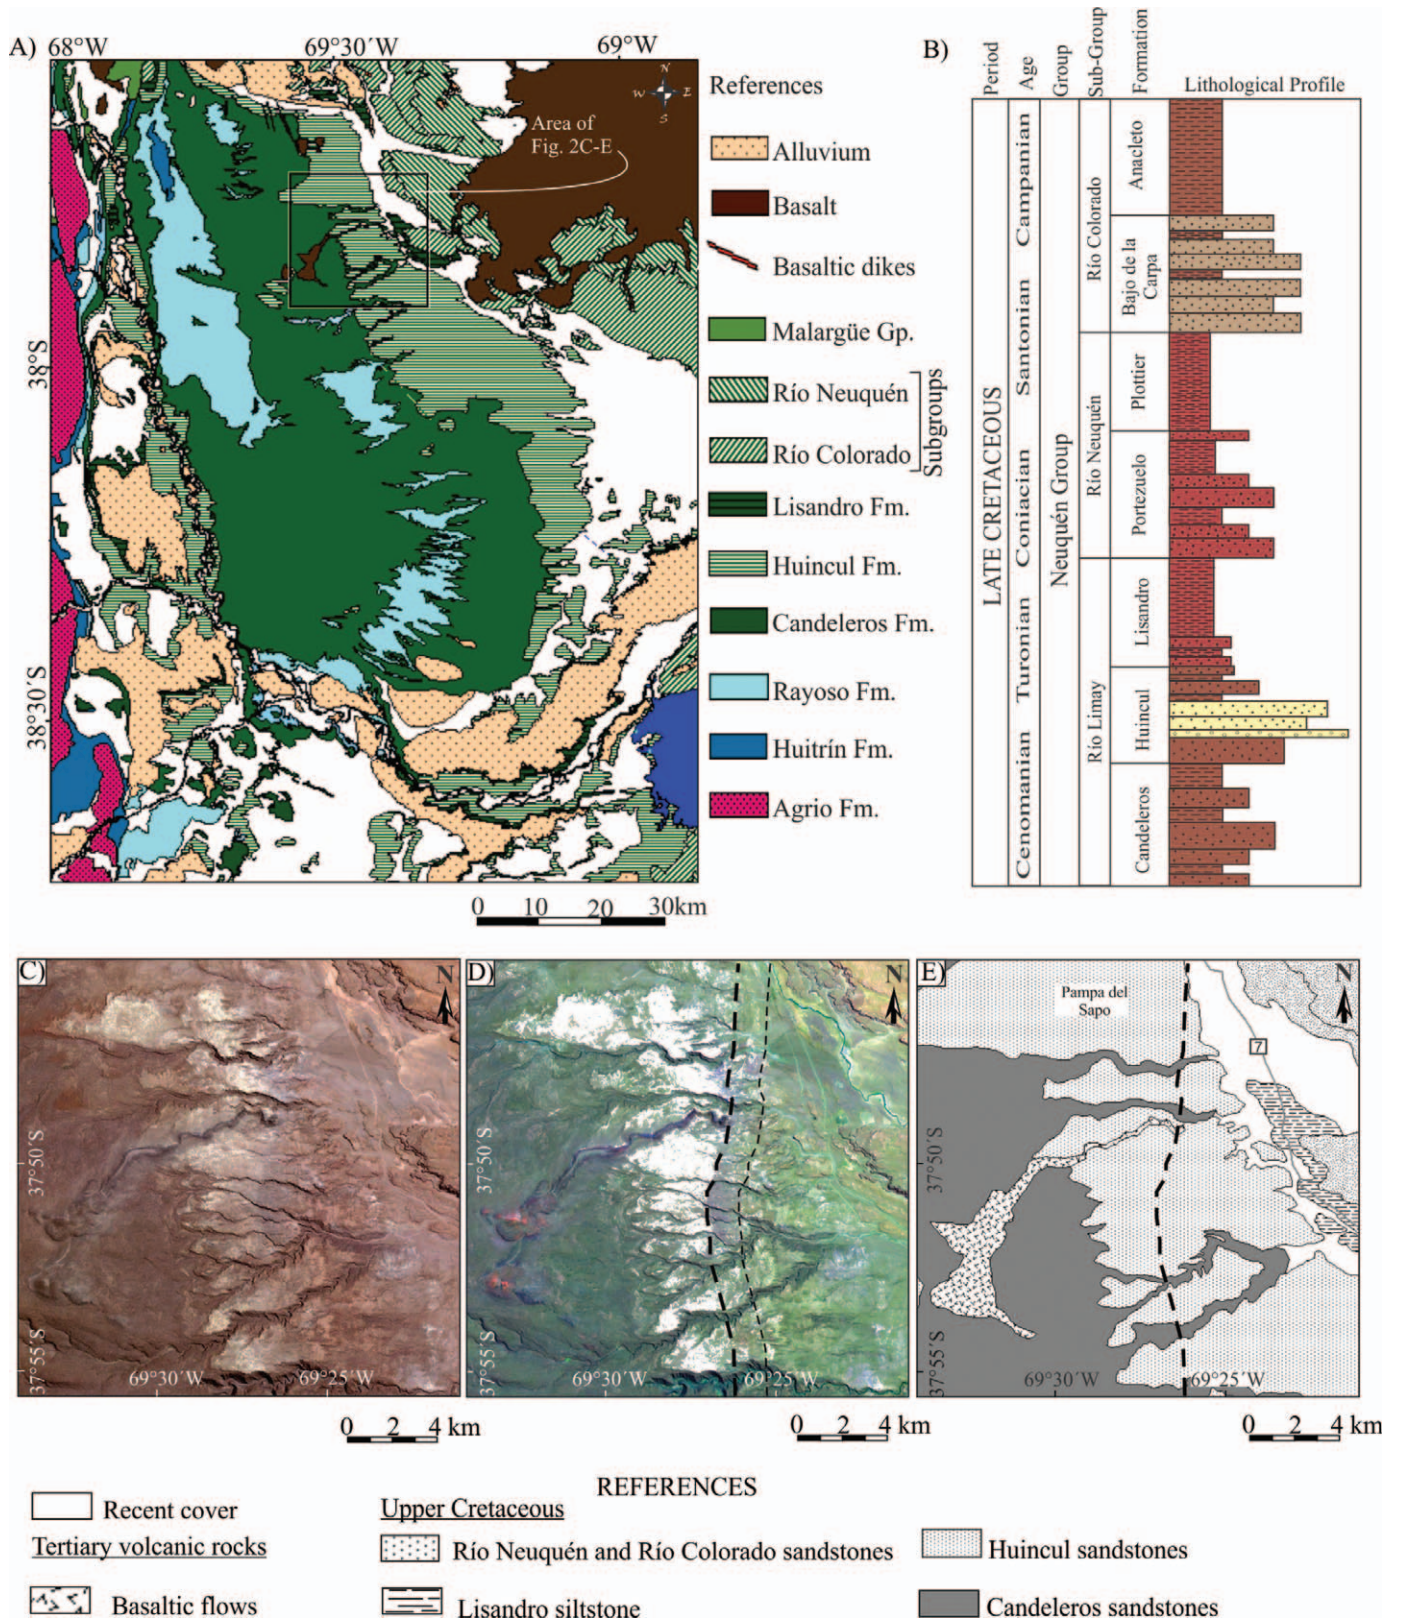 A)
68°W
69°30´W
69°W
38°S
38°30´S
N
W
E
S
Area of
Fig. 2C-E
0
10
20
30km
References
Alluvium
Basalt
Basaltic dikes
Malargüe Gp.
Río Neuquén
Río Colorado
Subgroups
Lisandro Fm.
Huincul Fm.
Candeleros Fm.
Rayoso Fm.
Huitrín Fm.
Agrio Fm.
B)
Period
Age
Group
Sub-Group
Formation
Lithological Profile
LATE CRETACEOUS
Campanian
Santonian
Coniacian
Turonian
Cenomanian
Neuquén Group
Río Colorado
Río Neuquén
Río Limay
Anacleto
Bajo de la
Carpa
Plottier
Portezuelo
Lisandro
Huincul
Candeleros
C)
N
37°50´S
37°55´S
69°30´W
69°25´W
0 2 4 km
D)
N
37°50´S
37°55´S
69°30´W
69°25´W
0 2 4 km
E)
N
Pampa del
Sapo
7
37°50´S
37°55´S
69°30´W
69°25´W
0 2 4 km
REFERENCES
Recent cover
Tertiary volcanic rocks
Basaltic flows
Upper Cretaceous
Río Neuquén and Río Colorado sandstones
Lisandro siltstone
Huincul sandstones
Candeleros sandstones